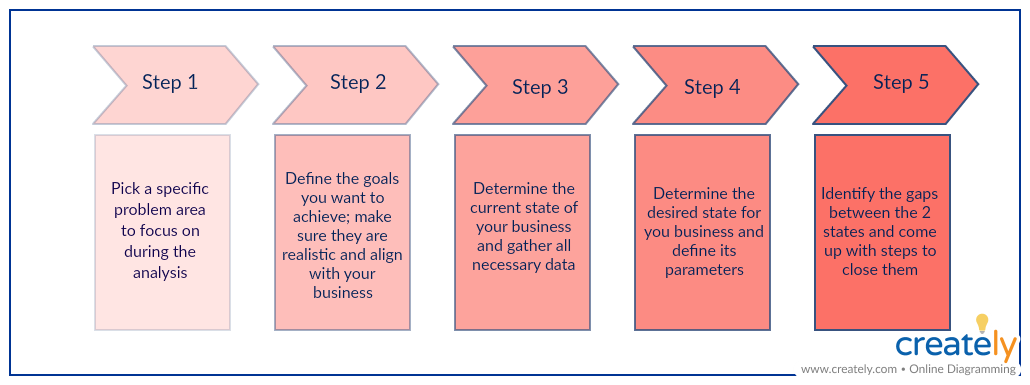 Step 1
Step 2
Step 3
Step 4
Step 5
Pick a specific
problem area
to focus on
during the
analysis
Define the goals
you want to
achieve; make
sure they are
realistic and align
with your
business
Determine the
current state of
your business
and gather all
necessary data
Determine the
desired state for
you business and
define its
parameters
Identify the gaps
between the 2
states and come
up with steps to
close them
creately
www.creately.com • Online Diagramming